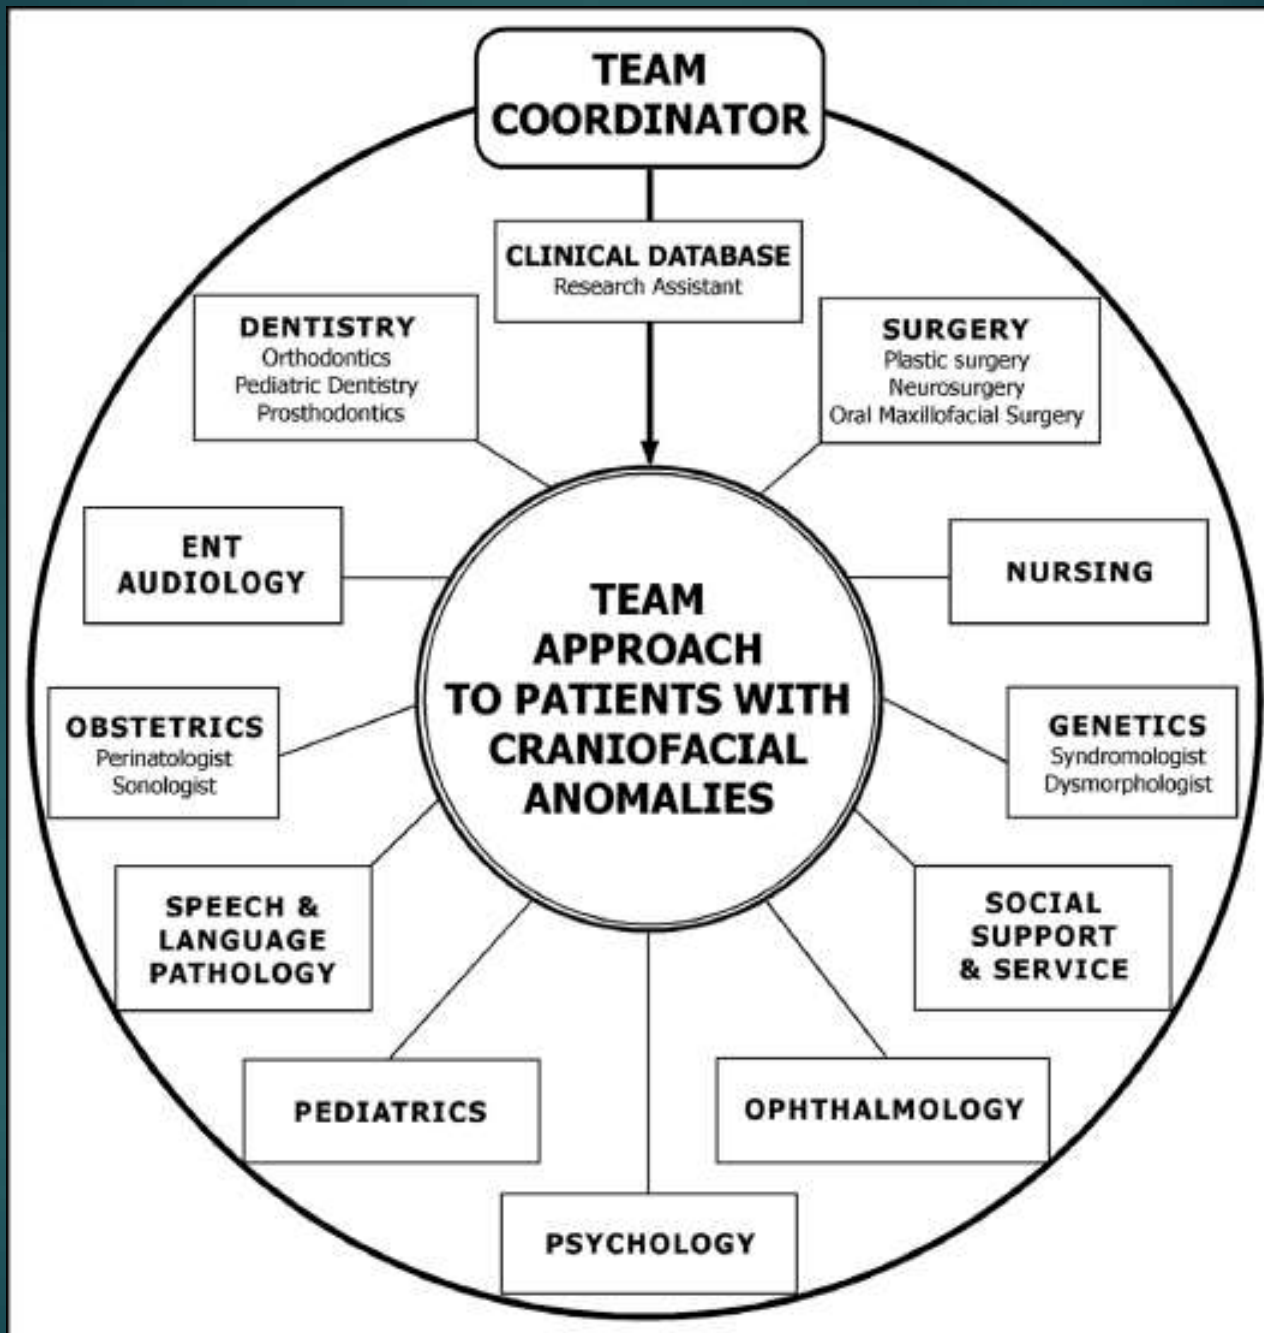 TEAM
COORDINATOR
CLINICAL DATABASE
Research Assistant
DENTISTRY
Orthodontics
Pediatric Dentistry
Prosthodontics
SURGERY
Plastic surgery
Neurosurgery
Oral Maxillofacial Surgery
ENT
AUDIOLOGY
NURSING
TEAM
APPROACH
TO PATIENTS WITH
CRANIOFACIAL
ANOMALIES
OBSTETRICS
Perinatologist
Sonologist
GENETICS
Syndromologist
Dysmorphologist
SPEECH &
LANGUAGE
PATHOLOGY
SOCIAL
SUPPORT
& SERVICE
PEDIATRICS
OPHTHALMOLOGY
PSYCHOLOGY